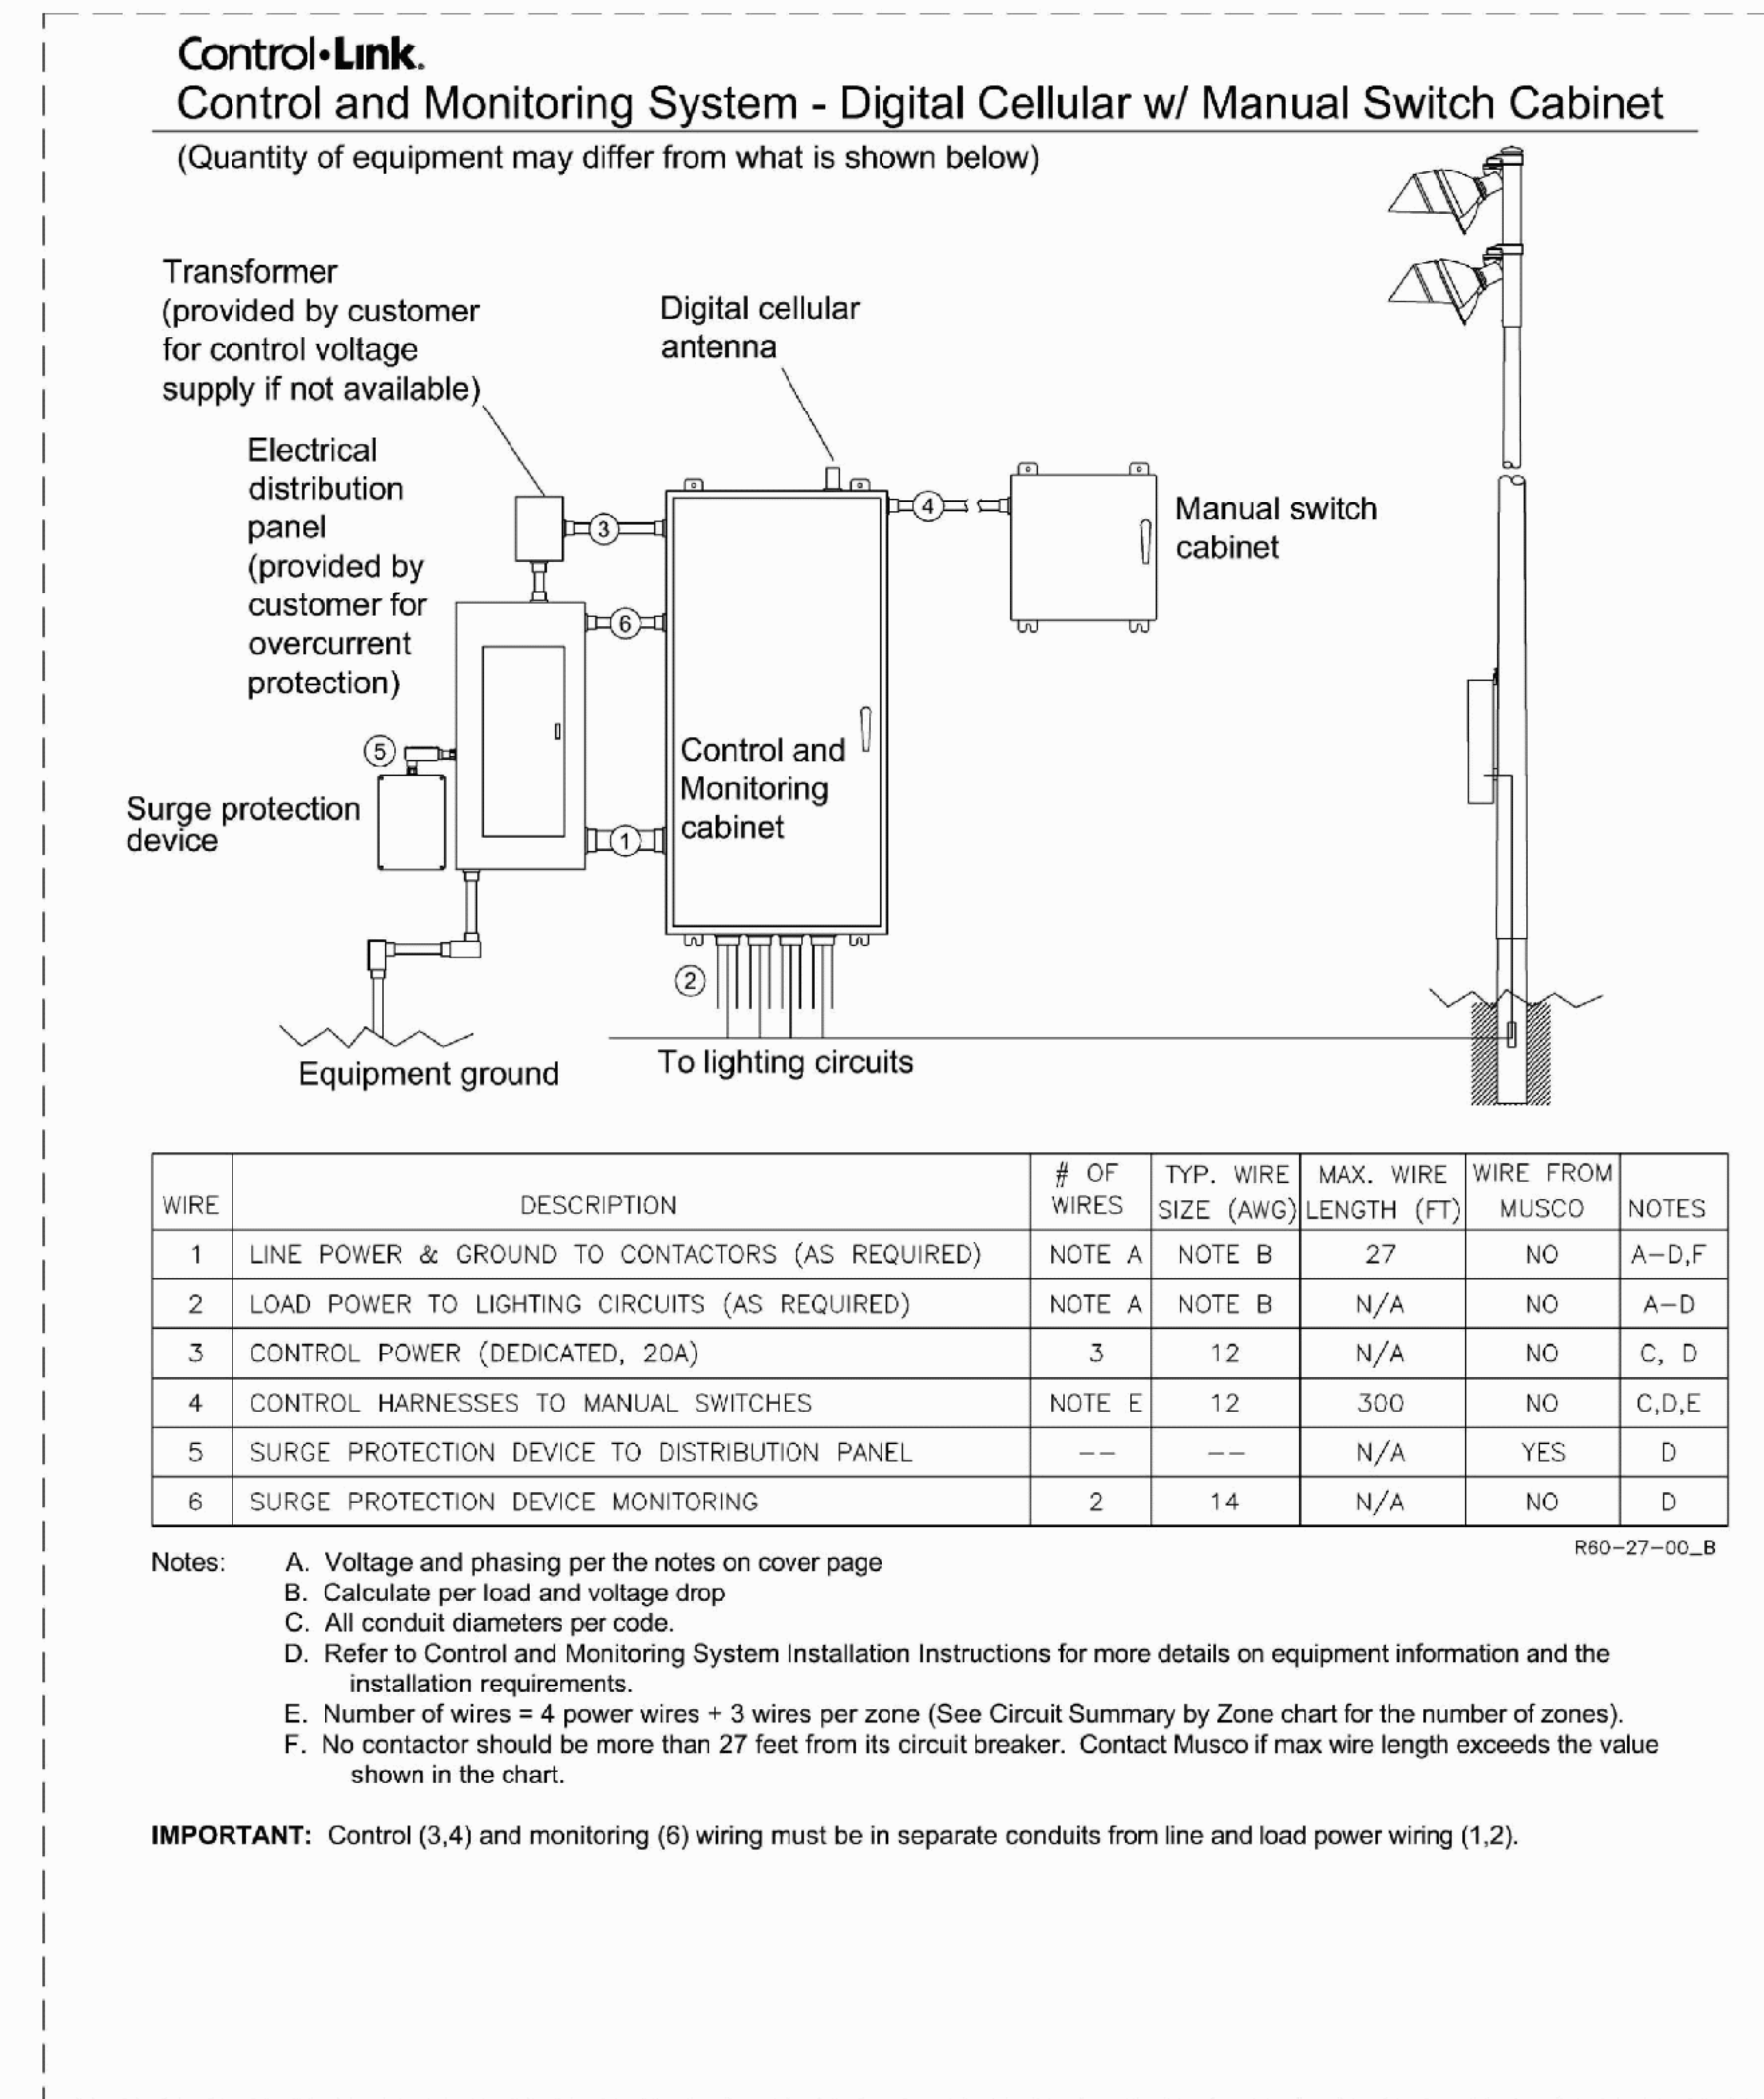 Control•Link.
Control and Monitoring System - Digital Cellular w/ Manual Switch Cabinet
(Quantity of equipment may differ from what is shown below)
Transformer
(provided by customer
for control voltage
supply if not available)
Digital cellular
antenna
Electrical
distribution
panel
(provided by
customer for
overcurrent
protection)
3
4
6
Manual switch
cabinet
5
Surge protection
device
1
Control and
Monitoring
cabinet
2
Equipment ground
To lighting circuits
WIRE DESCRIPTION # OF WIRES TYP. WIRE SIZE (AWG) MAX. WIRE LENGTH (FT) WIRE FROM MUSCO NOTES
1 LINE POWER & GROUND TO CONTACTORS (AS REQUIRED) NOTE A NOTE B 27 NO A-D,F
2 LOAD POWER TO LIGHTING CIRCUITS (AS REQUIRED) NOTE A NOTE B N/A NO A-D
3 CONTROL POWER (DEDICATED, 20A) 3 12 N/A NO C, D
4 CONTROL HARNESSES TO MANUAL SWITCHES NOTE E 12 300 NO C,D,E
5 SURGE PROTECTION DEVICE TO DISTRIBUTION PANEL -- -- N/A YES D
6 SURGE PROTECTION DEVICE MONITORING 2 14 N/A NO D
R60-27-00_B
Notes: A. Voltage and phasing per the notes on cover page
B. Calculate per load and voltage drop
C. All conduit diameters per code.
D. Refer to Control and Monitoring System Installation Instructions for more details on equipment information and the
installation requirements.
E. Number of wires = 4 power wires + 3 wires per zone (See Circuit Summary by Zone chart for the number of zones).
F. No contactor should be more than 27 feet from its circuit breaker. Contact Musco if max wire length exceeds the value
shown in the chart.
IMPORTANT: Control (3,4) and monitoring (6) wiring must be in separate conduits from line and load power wiring (1,2).